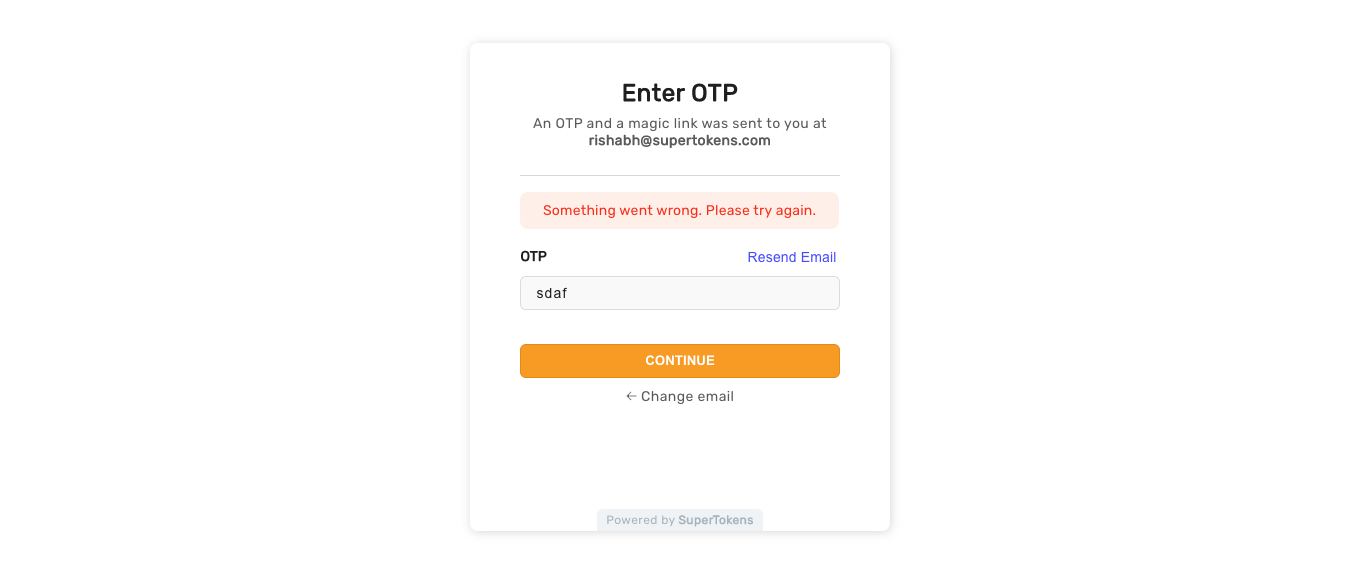 Enter OTP
An OTP and a magic link was sent to you at
rishabh@supertokens.com
Something went wrong. Please try again.
OTP Resend Email
sdaf
CONTINUE
← Change email
Powered by SuperTokens